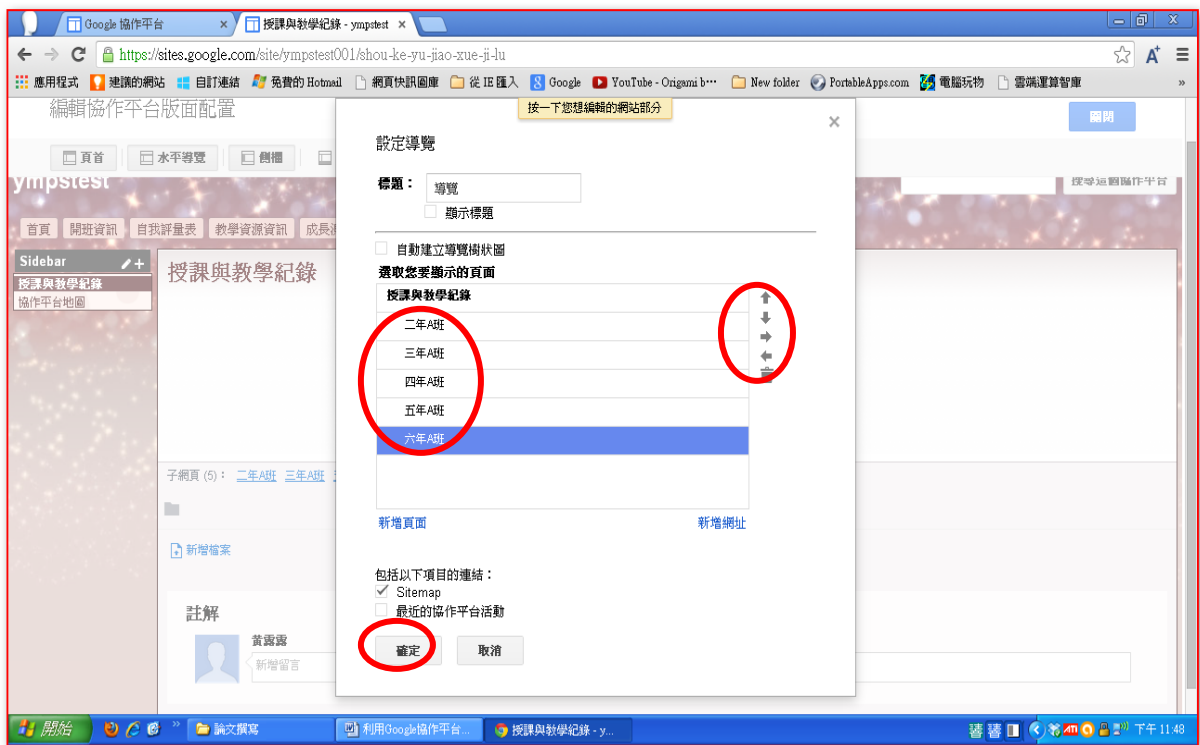 Google 協作平台 ×
授課與教學紀錄 - ympstest ×
https://sites.google.com/site/ympstest001/shou-ke-yu-jiao-xue-ji-lu
應用程式 建議的網站 自訂連結 免費的 Hotmail 網頁快訊圖庫 從 IE 匯入 Google YouTube - Origami b··· New folder PortableApps.com 電腦玩物 雲端運算智庫 »
編輯協作平台版面配置
按一下您想編輯的網站部分
關閉
頁首 水平導覽 側欄
ympstest
搜尋這個協作平台
首頁 開班資訊 自我評量表 教學資源資訊
Sidebar
授課與教學紀錄
協作平台地圖
授課與教學紀錄
子網頁 (5)： 二年A班 三年A班
新增檔案
註解
黃露露
新增留言
設定導覽 ×
標題： 導覽
顯示標題
自動建立導覽樹狀圖
選取您要顯示的頁面
授課與教學紀錄
二年A班
三年A班
四年A班
五年A班
六年A班
新增頁面 新增網址
包括以下項目的連結：
Sitemap
最近的協作平台活動
確定 取消
開始 » 論文撰寫 利用Google協作平台... 授課與教學紀錄 - y... 下午 11:48